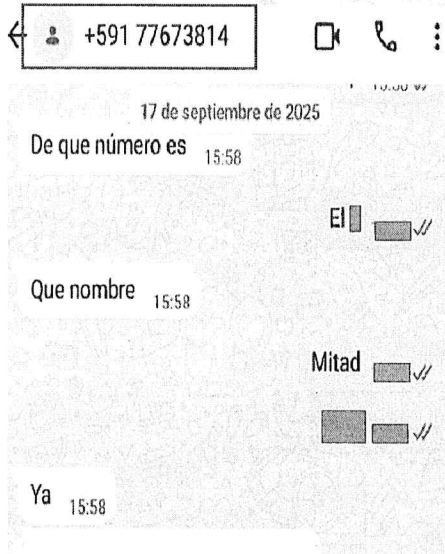 +591 77673814
17 de septiembre de 2025
De que número es 15:58
El
Que nombre 15:58
Mitad
Ya 15:58